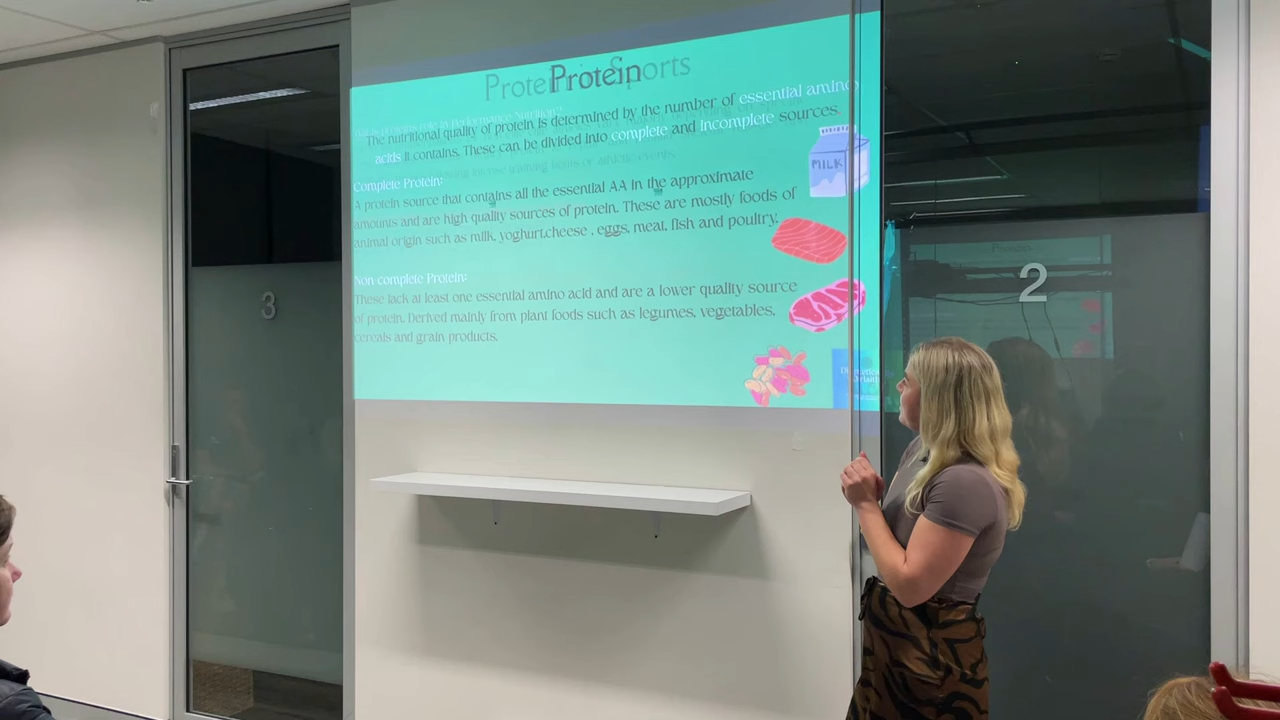 Protein
The nutritional quality of protein is determined by the number of essential amino
acids it contains. These can be divided into complete and incomplete sources.
MILK
Complete Protein:
A protein source that contains all the essential AA in the approximate
amounts and are high quality sources of protein. These are mostly foods of
animal origin such as milk, yoghurt,cheese , eggs, meat, fish and poultry.
Non-complete Protein:
These lack at least one essential amino acid and are a lower quality source
of protein. Derived mainly from plant foods such as legumes, vegetables,
cereals and grain products.
3
2